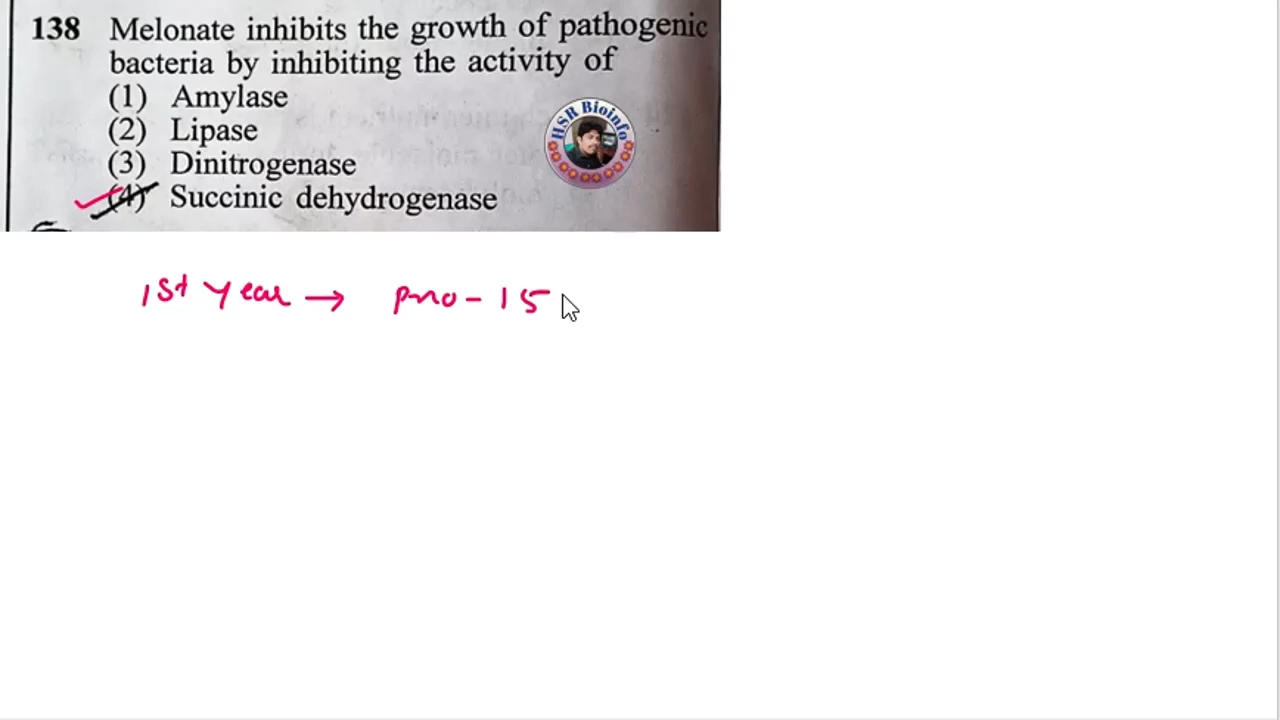 138 Melonate inhibits the growth of pathogenic
bacteria by inhibiting the activity of
(1) Amylase
(2) Lipase
(3) Dinitrogenase
(4) Succinic dehydrogenase
HSR Bioinfo
1st year → pno - 15